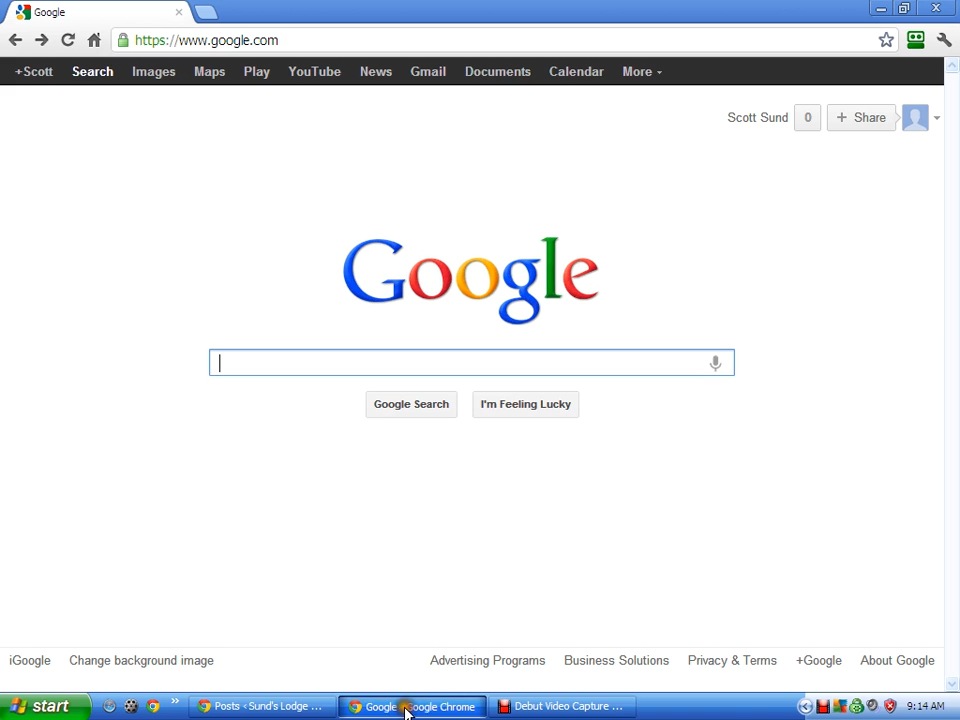 Google
https://www.google.com
+Scott Search Images Maps Play YouTube News Gmail Documents Calendar More
Scott Sund 0 + Share
Google
Google Search I'm Feeling Lucky
iGoogle Change background image Advertising Programs Business Solutions Privacy & Terms +Google About Google
start » Posts ‹ Sund's Lodge ... Google - Google Chrome Debut Video Capture ... 9:14 AM